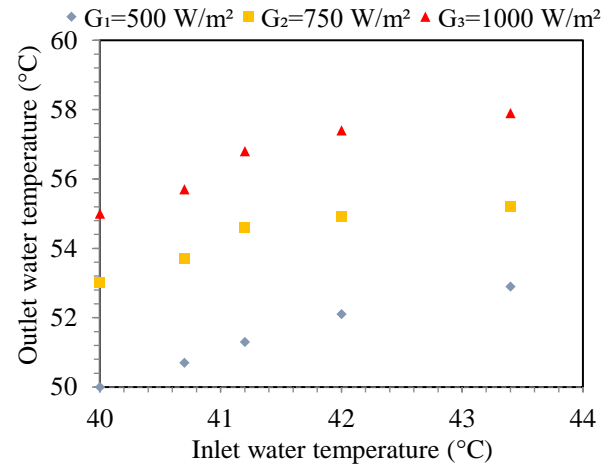 G₁=500 W/m² G₂=750 W/m² G₃=1000 W/m²
60
58
56
54
52
50
Outlet water temperature (°C)
40 41 42 43 44
Inlet water temperature (°C)